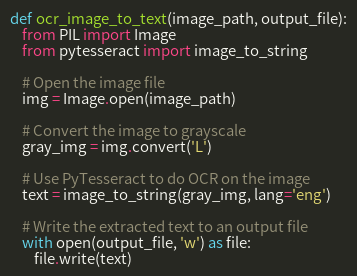 def ocr_image_to_text(image_path, output_file):
    from PIL import Image
    from pytesseract import image_to_string

    # Open the image file
    img = Image.open(image_path)

    # Convert the image to grayscale
    gray_img = img.convert('L')

    # Use PyTesseract to do OCR on the image
    text = image_to_string(gray_img, lang='eng')

    # Write the extracted text to an output file
    with open(output_file, 'w') as file:
        file.write(text)